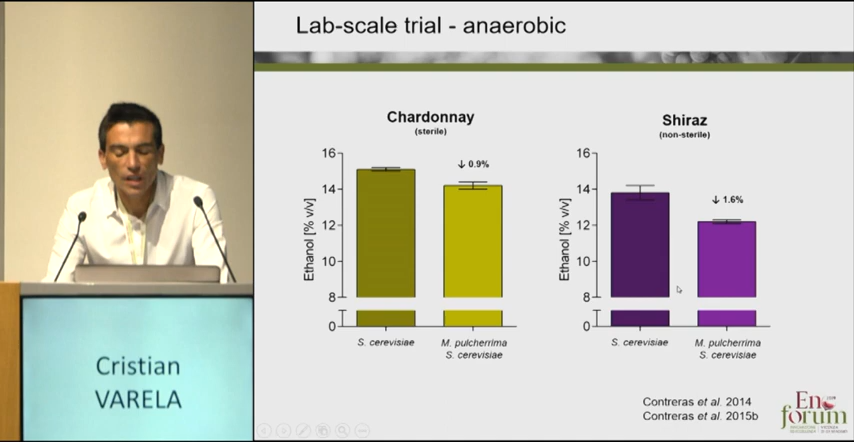 Lab-scale trial - anaerobic
Chardonnay
(sterile)
16
14
12
10
8
0
Ethanol [% v/v]
↓ 0.9%
S. cerevisiae
M. pulcherrima
S. cerevisiae
Shiraz
(non-sterile)
16
14
12
10
8
0
Ethanol [% v/v]
↓ 1.6%
S. cerevisiae
M. pulcherrima
S. cerevisiae
Contreras et al. 2014
Contreras et al. 2015b
Cristian
VARELA
En
forum